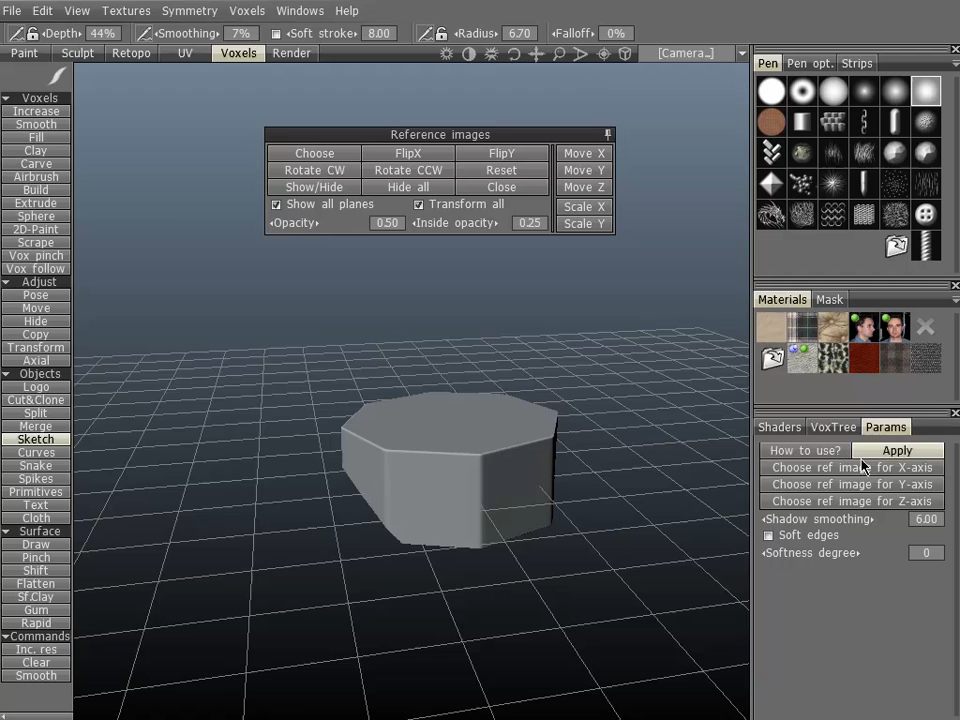 File Edit View Textures Symmetry Voxels Windows Help
Depth: 44% Smoothing: 7% Soft stroke: 8.00 Radius: 6.70 Falloff: 0%
Paint Sculpt Retopo UV Voxels Render [Camera…]
Reference images
Choose FlipX FlipY Move X
Rotate CW Rotate CCW Reset Move Y
Show/Hide Hide all Close Move Z
Show all planes Transform all Scale X
Opacity 0.50 Inside opacity 0.25 Scale Y
Voxels
Increase
Smooth
Fill
Clay
Carve
Airbrush
Build
Extrude
Sphere
2D-Paint
Scrape
Vox pinch
Vox follow
Adjust
Pose
Move
Hide
Copy
Transform
Axial
Objects
Logo
Cut&Clone
Split
Merge
Sketch
Curves
Snake
Spikes
Primitives
Text
Cloth
Surface
Draw
Pinch
Shift
Flatten
Sf.Clay
Gum
Rapid
Commands
Inc. res
Clear
Smooth
Pen Pen opt. Strips
Materials Mask
Shaders VoxTree Params
How to use? Apply
Choose ref image for X-axis
Choose ref image for Y-axis
Choose ref image for Z-axis
Shadow smoothing 6.00
Soft edges
Softness degree 0